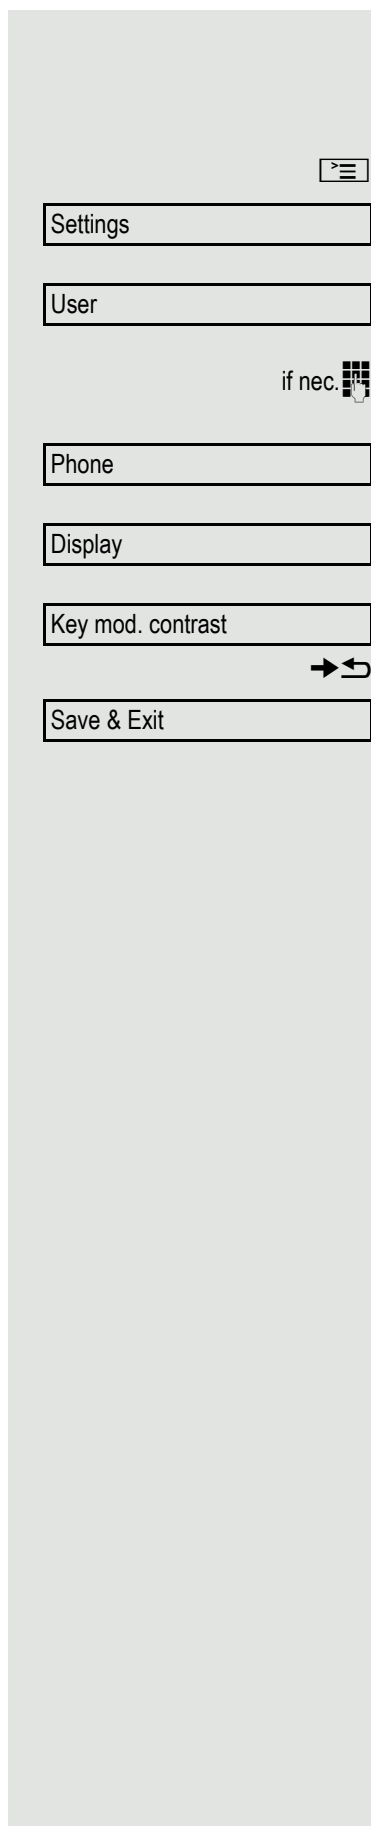 Settings
User
if nec.
Phone
Display
Key mod. contrast
Save & Exit